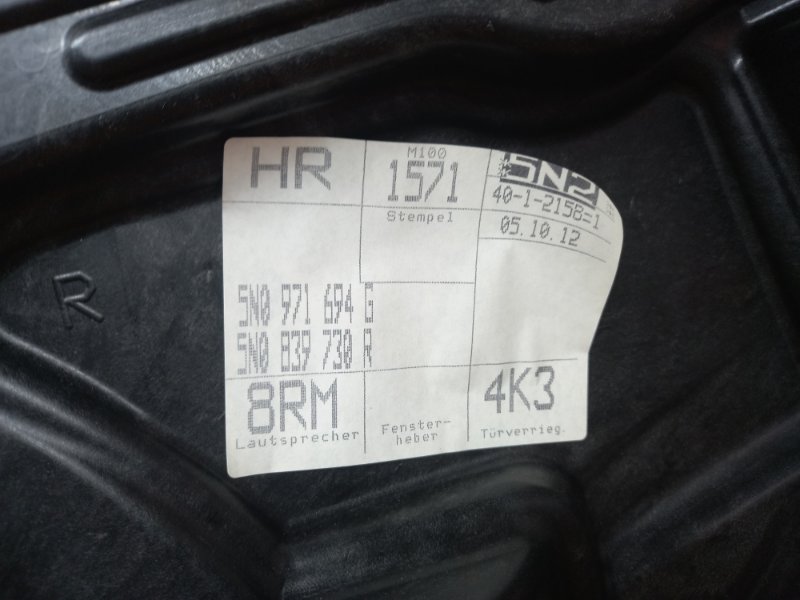 HR
M100
1571
Stempel
*5N2*
40-1-2158=1
05.10.12
R
5N0 971 694 G
5N0 839 730 R
8RM
Lautsprecher
Fenster-
heber
4K3
Türverrieg.